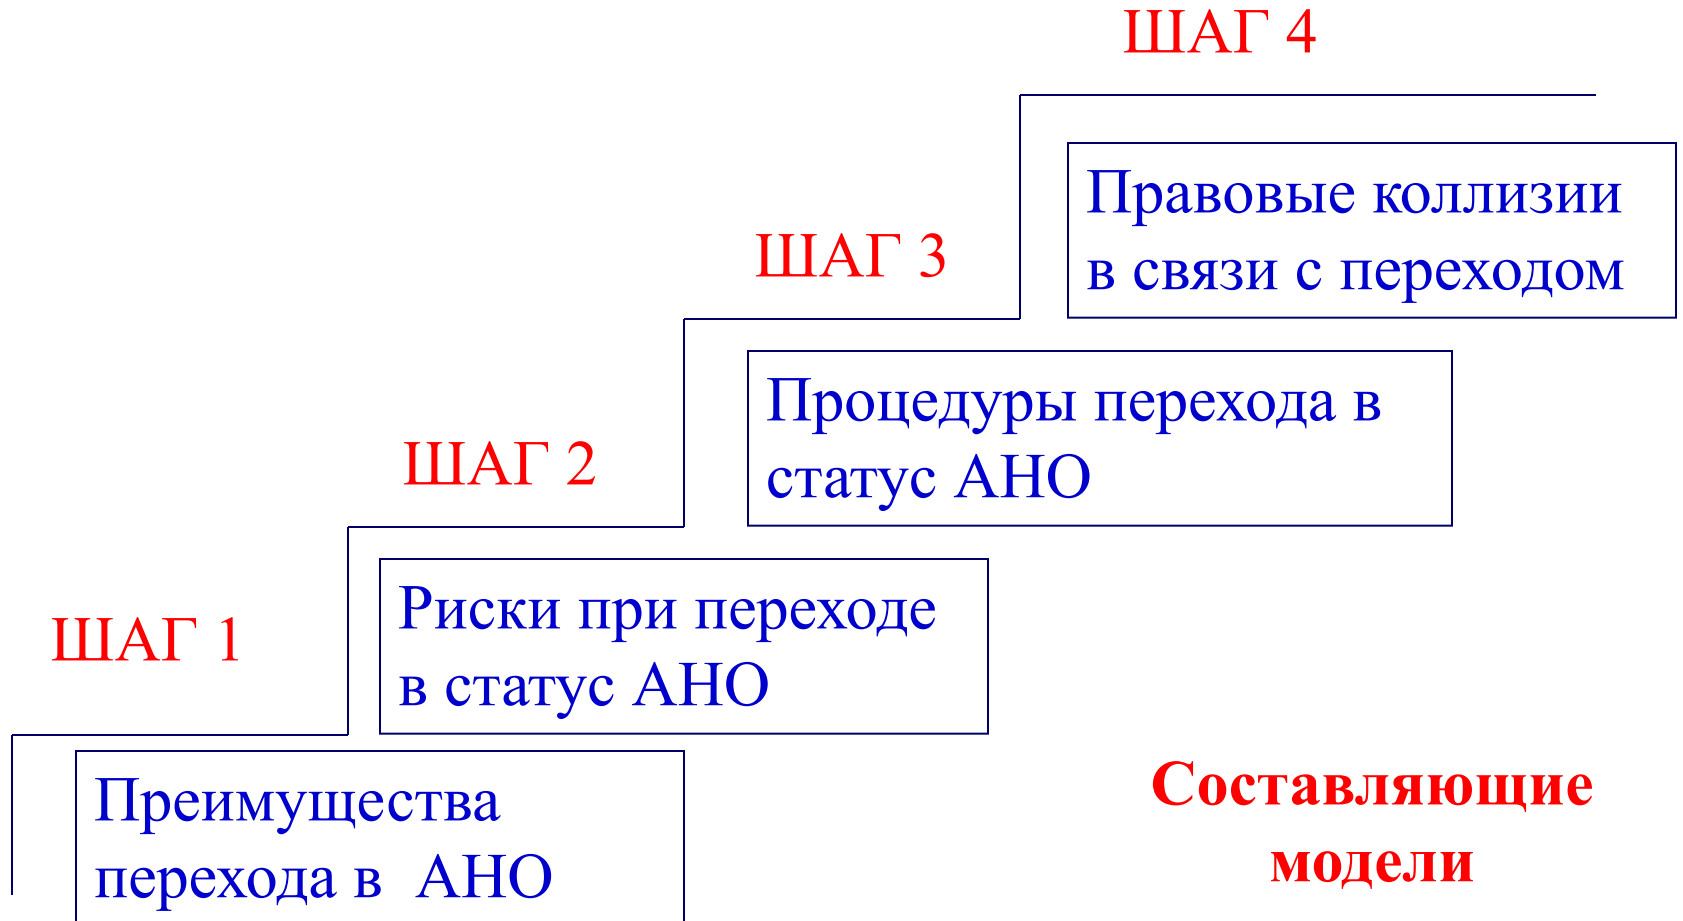 ШАГ 4
Правовые коллизии
в связи с переходом
ШАГ 3
Процедуры перехода в
статус АНО
ШАГ 2
Риски при переходе
в статус АНО
ШАГ 1
Преимущества
перехода в  АНО
Составляющие
модели